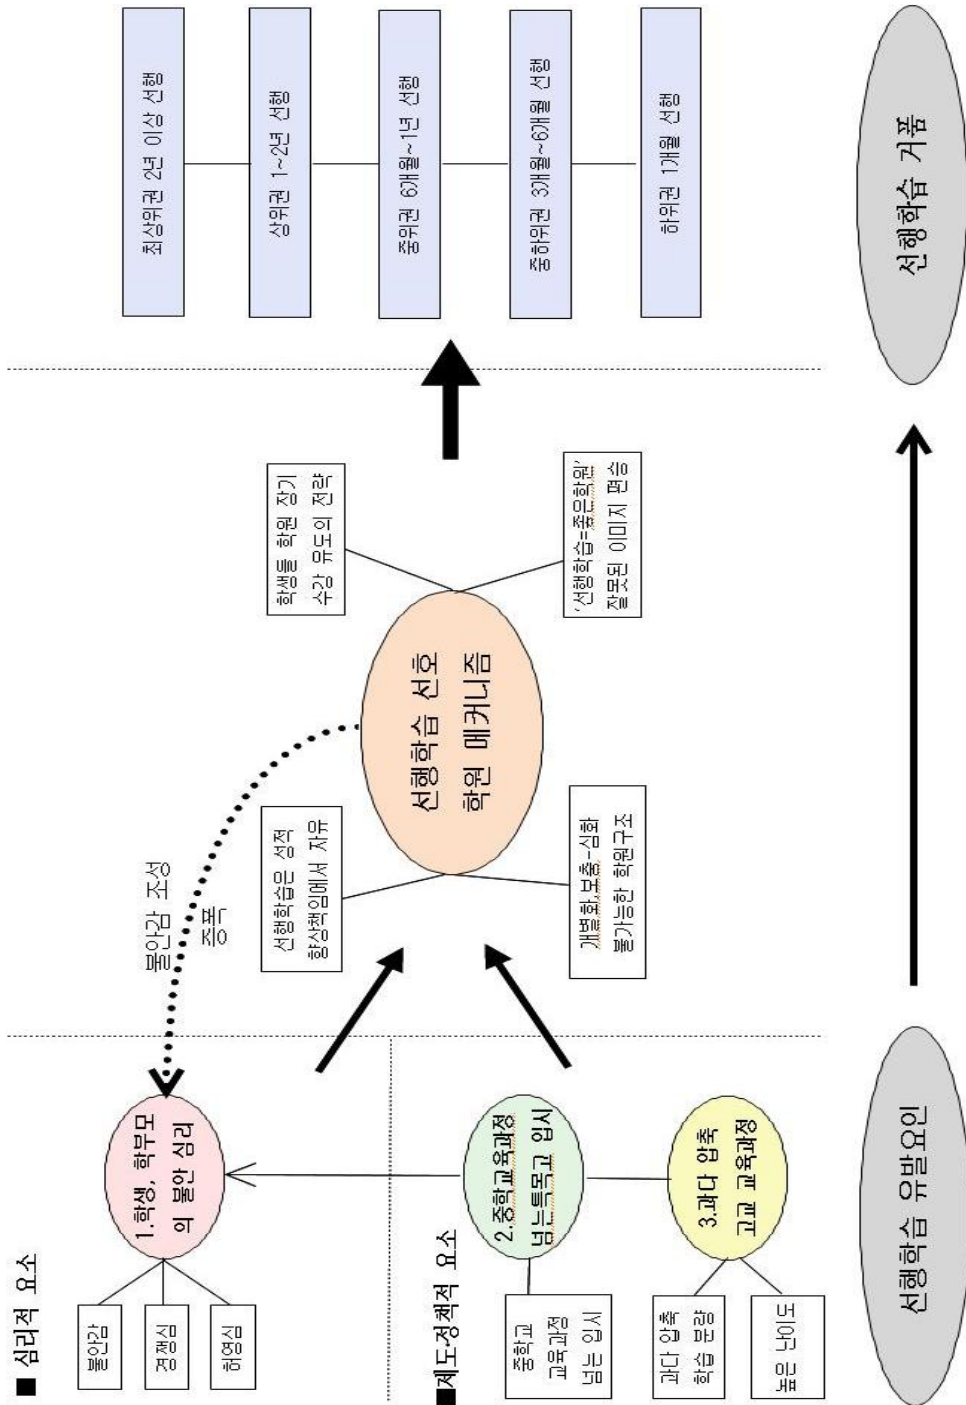 ■ 심리적 요소
불안감
경쟁심
허영심
1.학생, 학부모
의 불안 심리
■제도·정책적 요소
중학교
교육과정
넘는 입시
2.중학교육과정
넘는특목고 입시
과다 압축
학습 분량
높은 난이도
3.과다 압축
고교 교육과정
선행학습 유발요인
불안감 조성
증폭
선행학습은 성적
향상책임에서 자유
학생들 학원 장기
수강 유도의 전략
선행학습 선호
학원 메커니즘
개별화,보충-심화
불가능한 학원구조
'선행학습=좋은학원'
잘못된 이미지 편승
최상위권 2년 이상 선행
상위권 1~2년 선행
중위권 6개월~1년 선행
중하위권 3개월~6개월 선행
하위권 1개월 선행
선행학습 거품